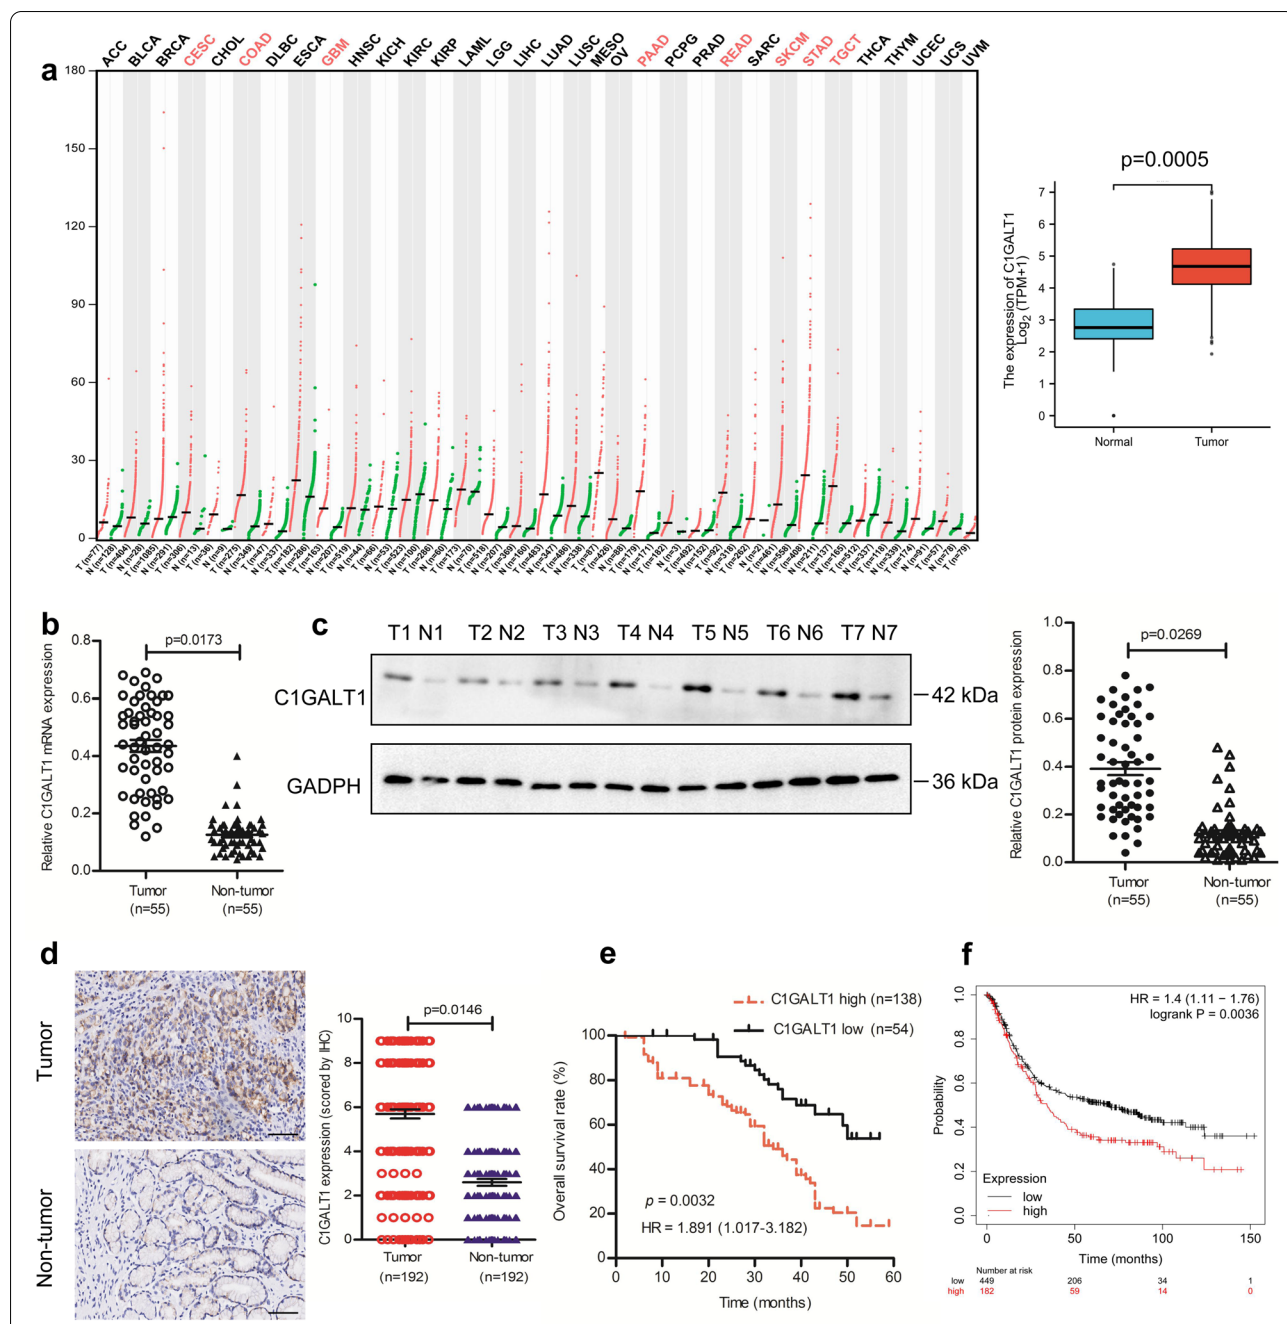 a
ACC BLCA BRCA CESC CHOL COAD DLBC ESCA GBM HNSC KICH KIRC KIRP LAML LGG LIHC LUAD LUSC MESO OV PAAD PCPG PRAD READ SARC SKCM STAD TGCT THCA THYM UCEC UCS UVM
180
150
120
90
60
30
0
p=0.0005
The expression of C1GALT1
Log2 (TPM+1)
7
6
5
4
3
2
1
0
Normal Tumor
b
Relative C1GALT1 mRNA expression
0.8
0.6
0.4
0.2
0.0
p=0.0173
Tumor Non-tumor
(n=55) (n=55)
c
T1 N1 T2 N2 T3 N3 T4 N4 T5 N5 T6 N6 T7 N7
C1GALT1
42 kDa
GADPH
36 kDa
Relative C1GALT1 protein expression
1.0
0.8
0.6
0.4
0.2
0.0
p=0.0269
Tumor Non-tumor
(n=55) (n=55)
d
Tumor
Non-tumor
C1GALT1 expression (scored by IHC)
10
8
6
4
2
0
p=0.0146
Tumor Non-tumor
(n=192) (n=192)
e
C1GALT1 high (n=138)
C1GALT1 low (n=54)
Overall survival rate (%)
100
80
60
40
20
0
p = 0.0032
HR = 1.891 (1.017-3.182)
0 10 20 30 40 50 60
Time (months)
f
HR = 1.4 (1.11 − 1.76)
logrank P = 0.0036
Probability
1.0
0.8
0.6
0.4
0.2
0.0
Expression
low
high
0 50 100 150
Time (months)
Number at risk
low 449 206 34 1
high 182 59 14 0